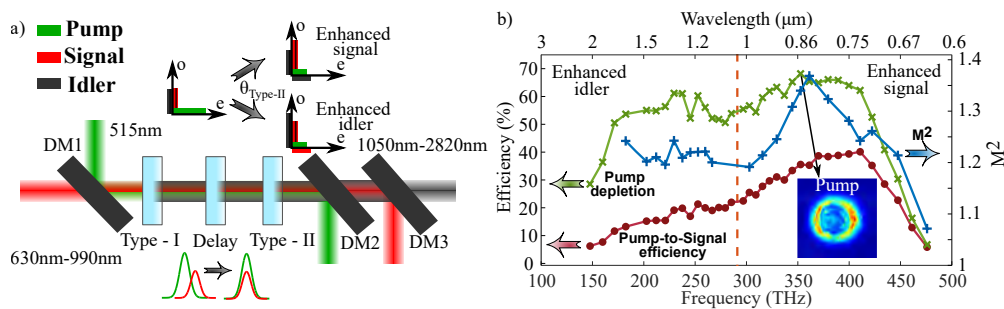 a)
Pump
Signal
Idler
o
e
θType-II
o
Enhanced
signal
e
o
Enhanced
idler
e
515nm
1050nm-2820nm
DM1
Type - I
Delay
Type - II
DM2
DM3
630nm-990nm
b)
Wavelength (μm)
3 2 1.5 1.2 1 0.86 0.75 0.67 0.6
Enhanced
idler
Enhanced
signal
Efficiency (%)
70
60
50
40
30
20
10
0
1.4
1.3
1.2
1.1
1
M2
M2
Pump
depletion
Pump-to-Signal
efficiency
Pump
100 150 200 250 300 350 400 450 500
Frequency (THz)